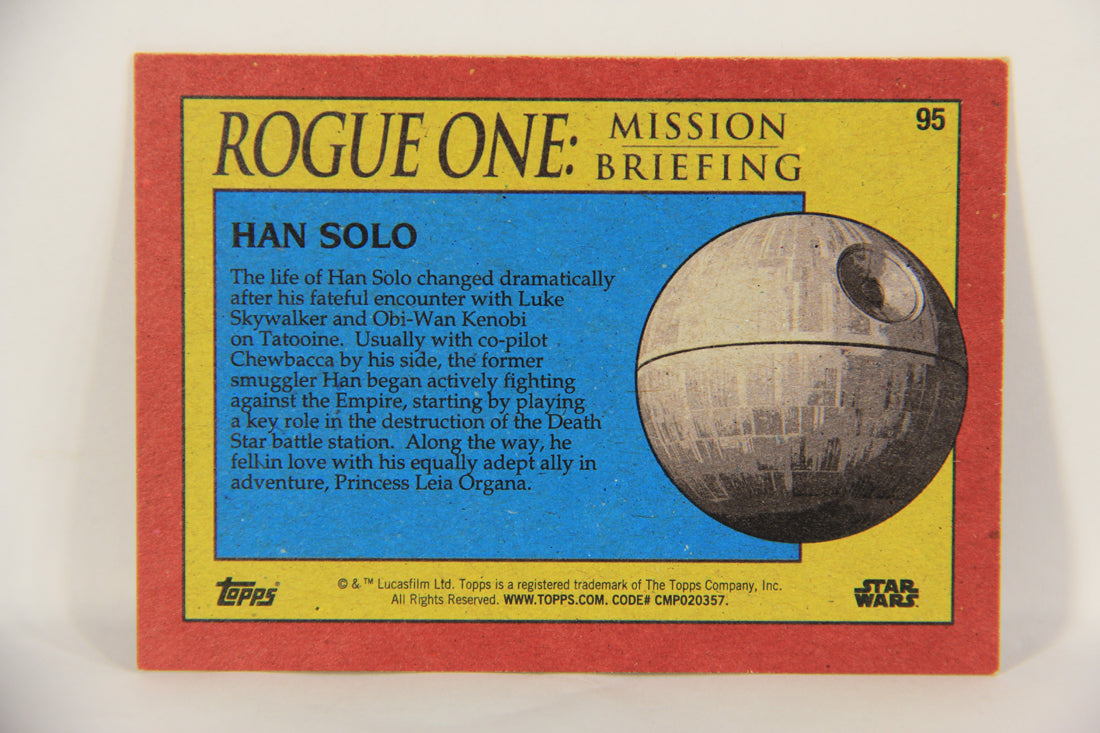 ROGUE ONE: MISSION BRIEFING
95
HAN SOLO
The life of Han Solo changed dramatically
after his fateful encounter with Luke
Skywalker and Obi-Wan Kenobi
on Tatooine. Usually with co-pilot
Chewbacca by his side, the former
smuggler Han began actively fighting
against the Empire, starting by playing
a key role in the destruction of the Death
Star battle station. Along the way, he
fell in love with his equally adept ally in
adventure, Princess Leia Organa.
Topps®
© & ™ Lucasfilm Ltd. Topps is a registered trademark of The Topps Company, Inc.
All Rights Reserved. WWW.TOPPS.COM. CODE# CMP020357.
STAR
WARS